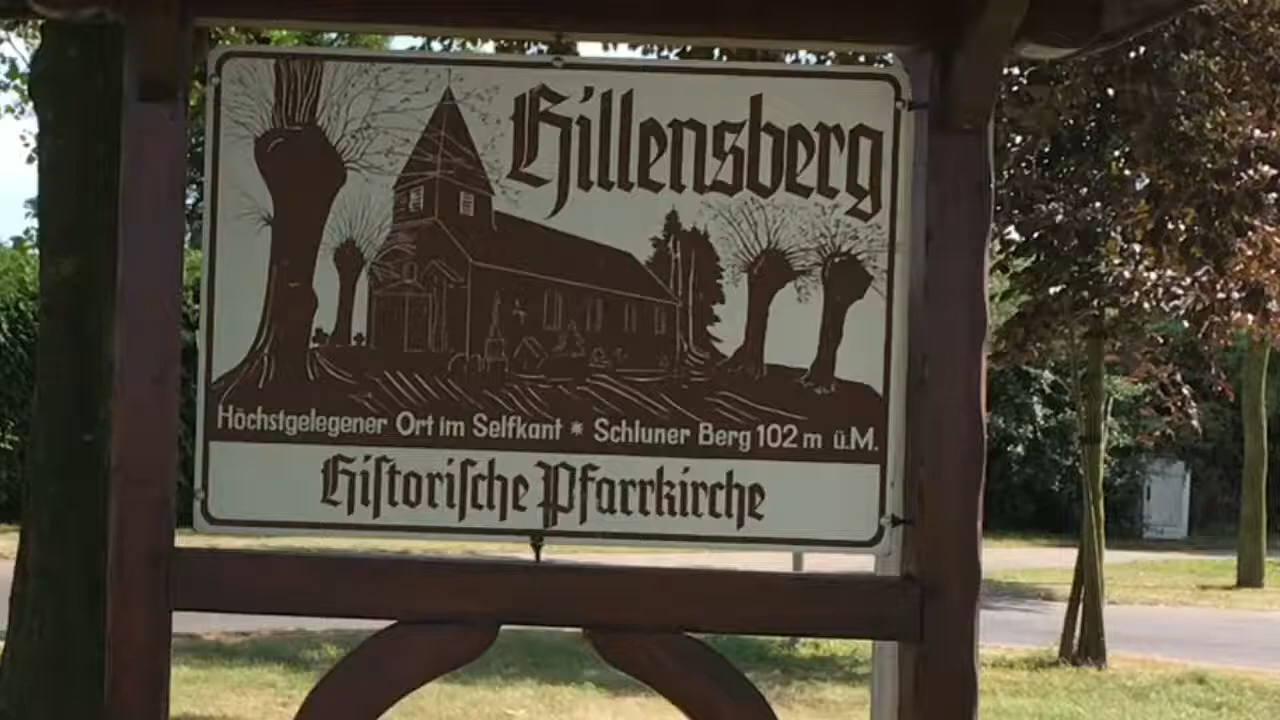 Hillensberg
Höchstgelegener Ort im Selfkant * Schluner Berg 102 m ü.M.
Hiſtoriſche Pfarrkirche